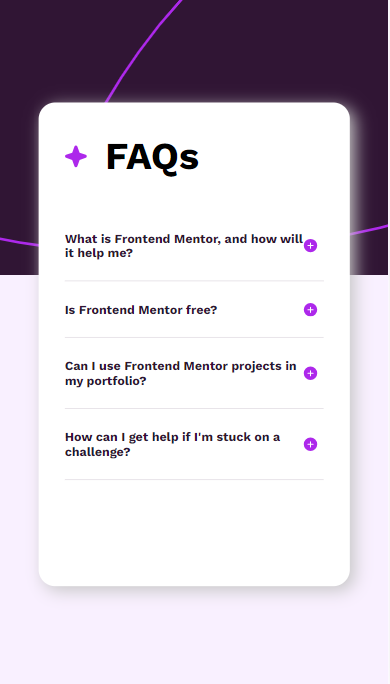 FAQs
What is Frontend Mentor, and how will
it help me?
Is Frontend Mentor free?
Can I use Frontend Mentor projects in
my portfolio?
How can I get help if I'm stuck on a
challenge?